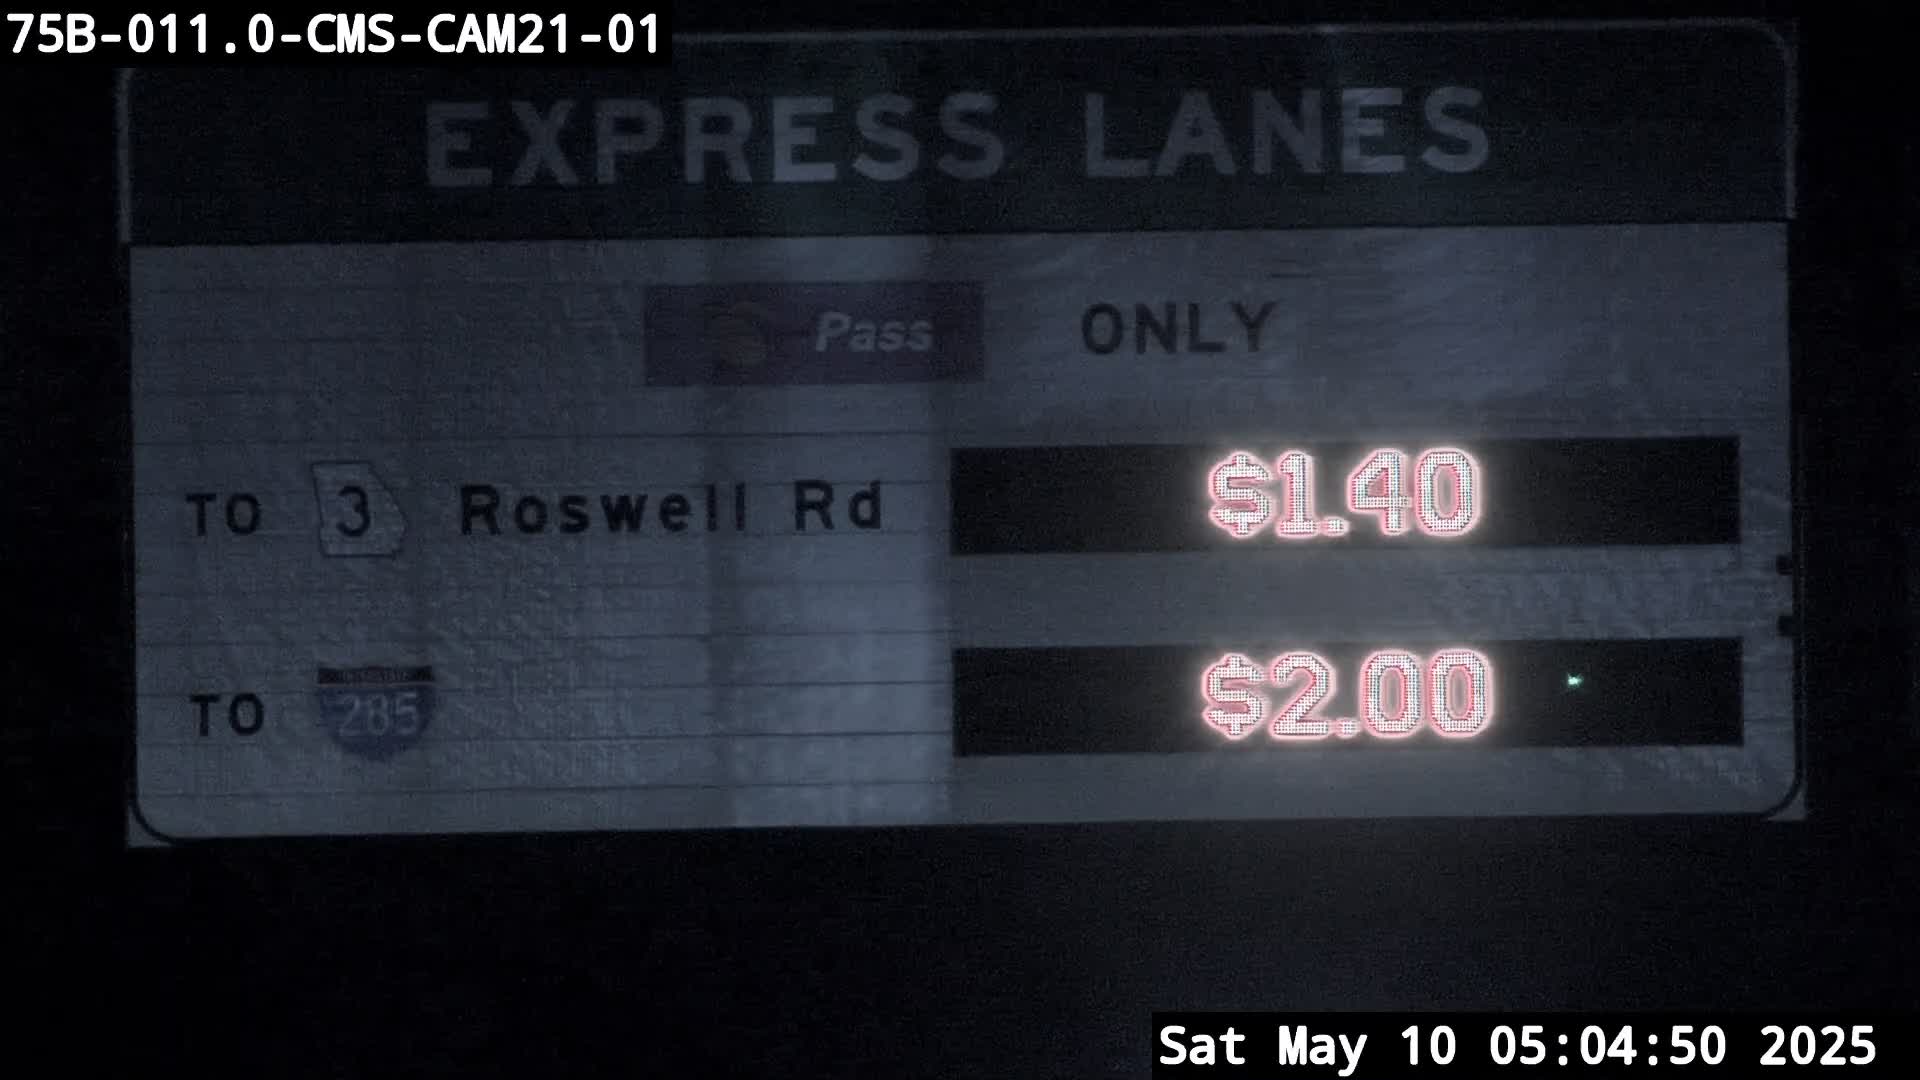 75B-011.0-CMS-CAM21-01
EXPRESS LANES
Pass ONLY
TO 3 Roswell Rd $1.40
TO 285 $2.00
Sat May 10 05:04:50 2025